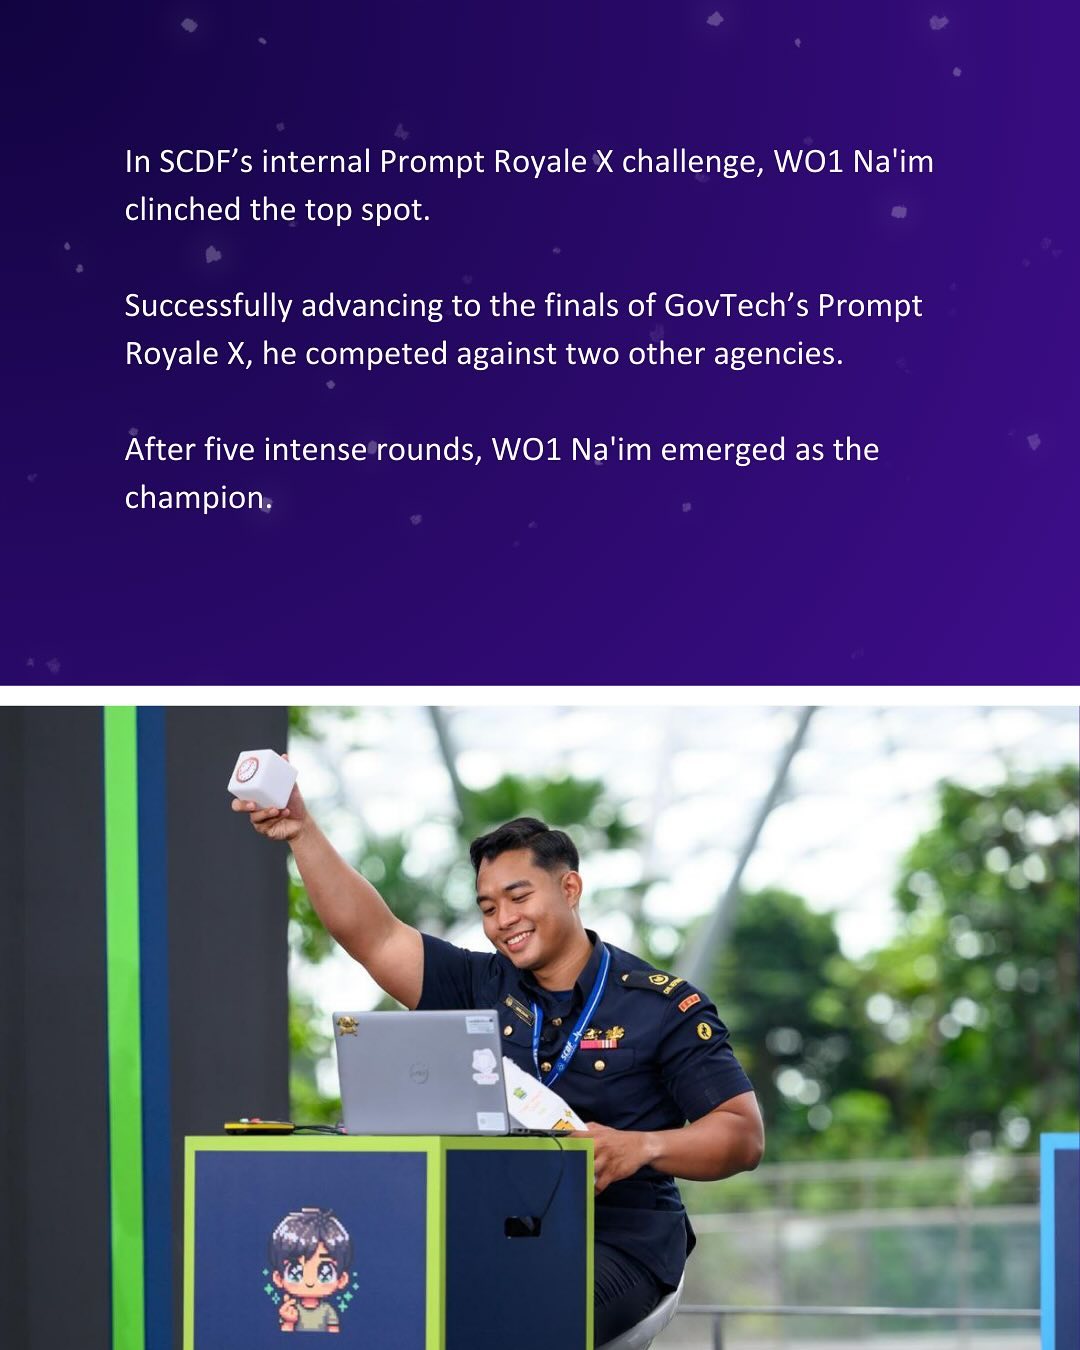 In SCDF’s internal Prompt Royale X challenge, WO1 Na'im
clinched the top spot.
Successfully advancing to the finals of GovTech’s Prompt
Royale X, he competed against two other agencies.
After five intense rounds, WO1 Na'im emerged as the
champion.
DELL
SCDF